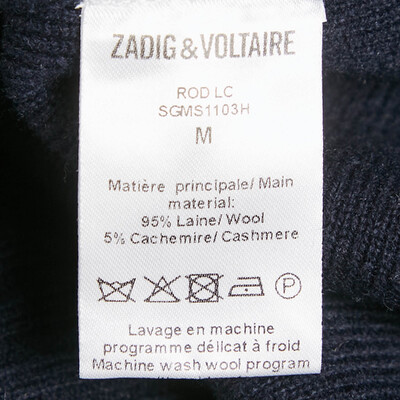 ZADIG & VOLTAIRE
ROD LC
SGMS1103H
M
Matière principale/ Main
material:
95% Laine/ Wool
5% Cachemire/ Cashmere
P
Lavage en machine
programme délicat à froid
Machine wash wool program